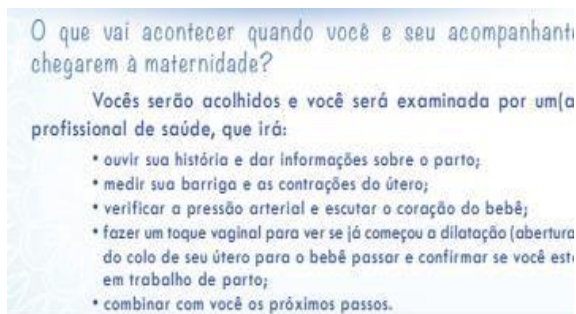 O que vai acontecer quando você e seu acompanhante
chegarem à maternidade?
Vocês serão acolhidos e você será examinada por um(a
profissional de saúde, que irá:
• ouvir sua história e dar informações sobre o parto;
• medir sua barriga e as contrações do útero;
• verificar a pressão arterial e escutar o coração do bebê;
• fazer um toque vaginal para ver se já começou a dilatação (abertura
do colo de seu útero para o bebê passar e confirmar se você est
em trabalho de parto;
• combinar com você os próximos passos.